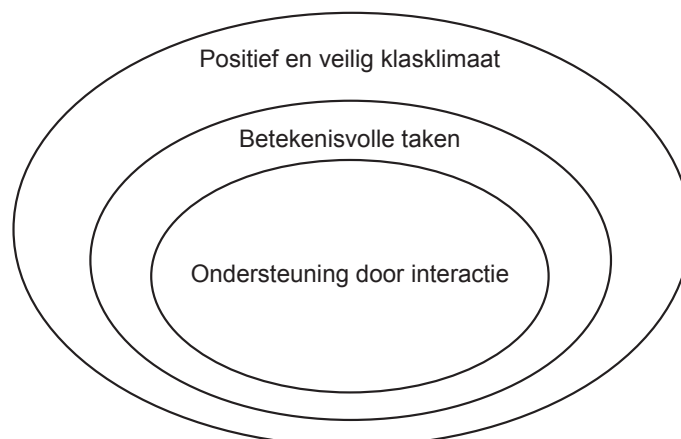 Positief en veilig klasklimaat
Betekenisvolle taken
Ondersteuning door interactie